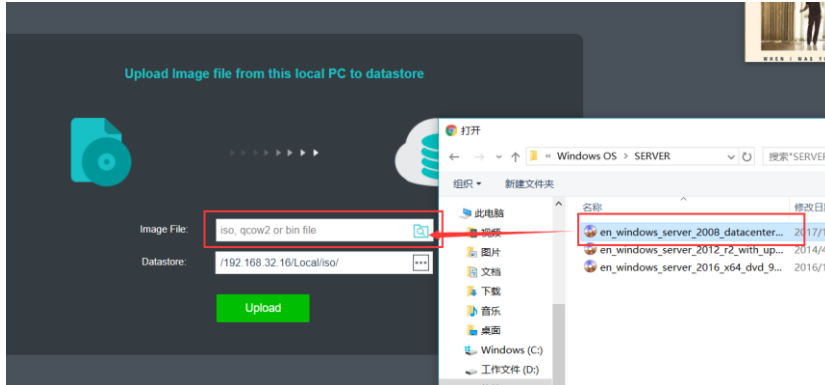 WHEN I WAS Y
Upload Image file from this local PC to datastore
打开
Windows OS > SERVER
搜索"SERVER
组织
新建文件夹
此电脑
视频
图片
文档
下载
音乐
桌面
Windows (C:)
工作文件 (D:)
名称
修改日
en_windows_server_2008_datacenter...
2017/1
en_windows_server_2012_r2_with_up...
2014/4
en_windows_server_2016_x64_dvd_9...
2016/1
Image File:
iso, qcow2 or bin file
Datastore:
/192.168.32.16/Local/iso/
Upload